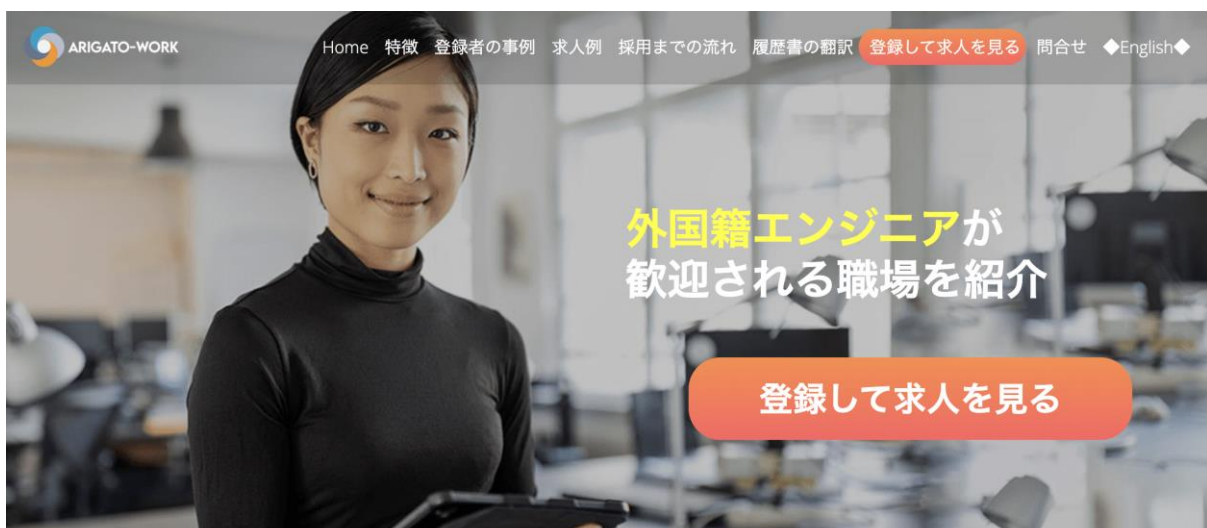 ARIGATO-WORK
Home 特徴 登録者の事例 求人例 採用までの流れ 履歴書の翻訳 登録して求人を見る 問合せ ◆English◆
外国籍エンジニアが
歓迎される職場を紹介
登録して求人を見る